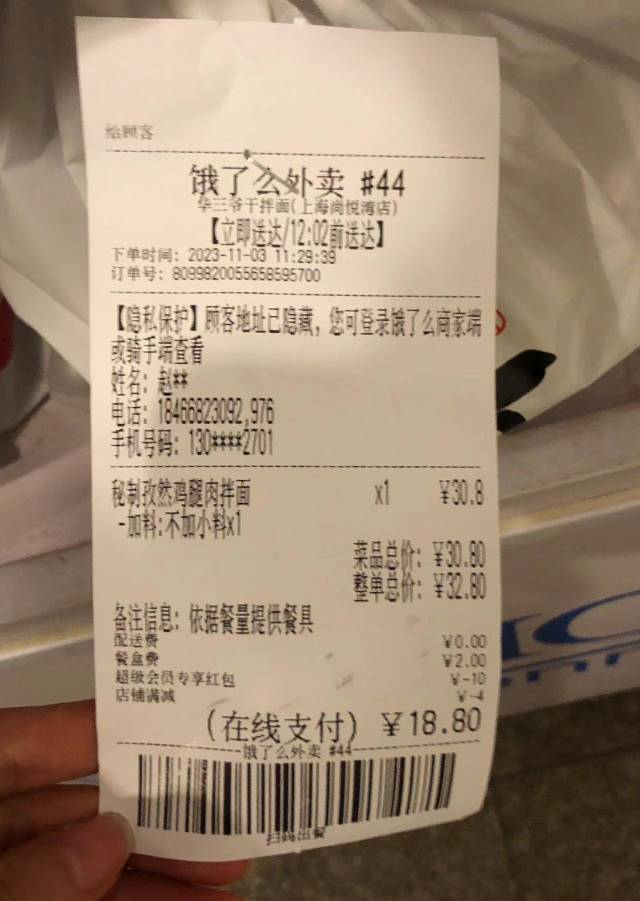 给顾客
饿了么外卖 #44
华三爷干拌面(上海尚悦湾店)
【立即送达/12:02前送达】
下单时间: 2023-11-03 11:29:39
订单号: 8099820055658595700
【隐私保护】顾客地址已隐藏, 您可登录饿了么商家端
或骑手端查看
姓名: 赵**
电话: 18466823092,976
手机号码: 130****2701
秘制孜然鸡腿肉拌面 x1 ¥30.8
-加料:不加小料x1
菜品总价: ¥30.80
整单总价: ¥32.80
备注信息: 依据餐量提供餐具
配送费 ¥0.00
餐盒费 ¥2.00
超级会员专享红包 ¥-10
店铺满减 ¥-4
(在线支付) ¥18.80
饿了么外卖 #44
扫码出餐